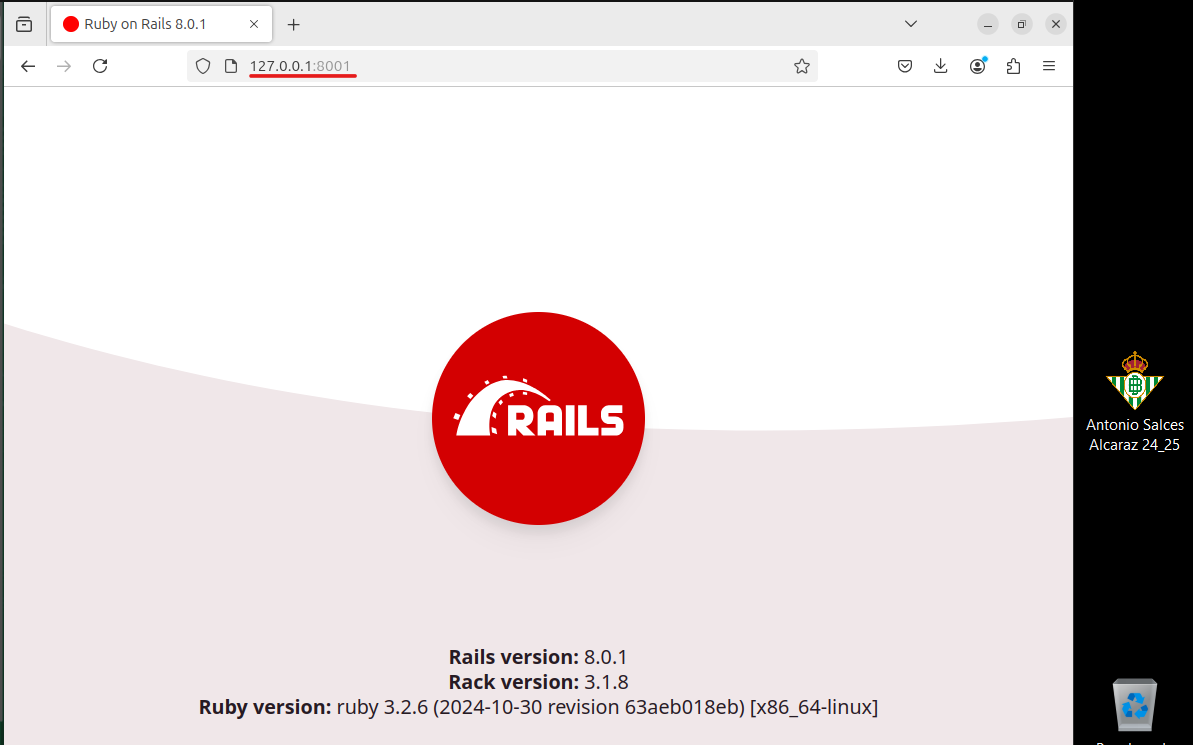 Ruby on Rails 8.0.1
127.0.0.1:8001
RAILS
Antonio Salces
Alcaraz 24_25
Rails version: 8.0.1
Rack version: 3.1.8
Ruby version: ruby 3.2.6 (2024-10-30 revision 63aeb018eb) [x86_64-linux]